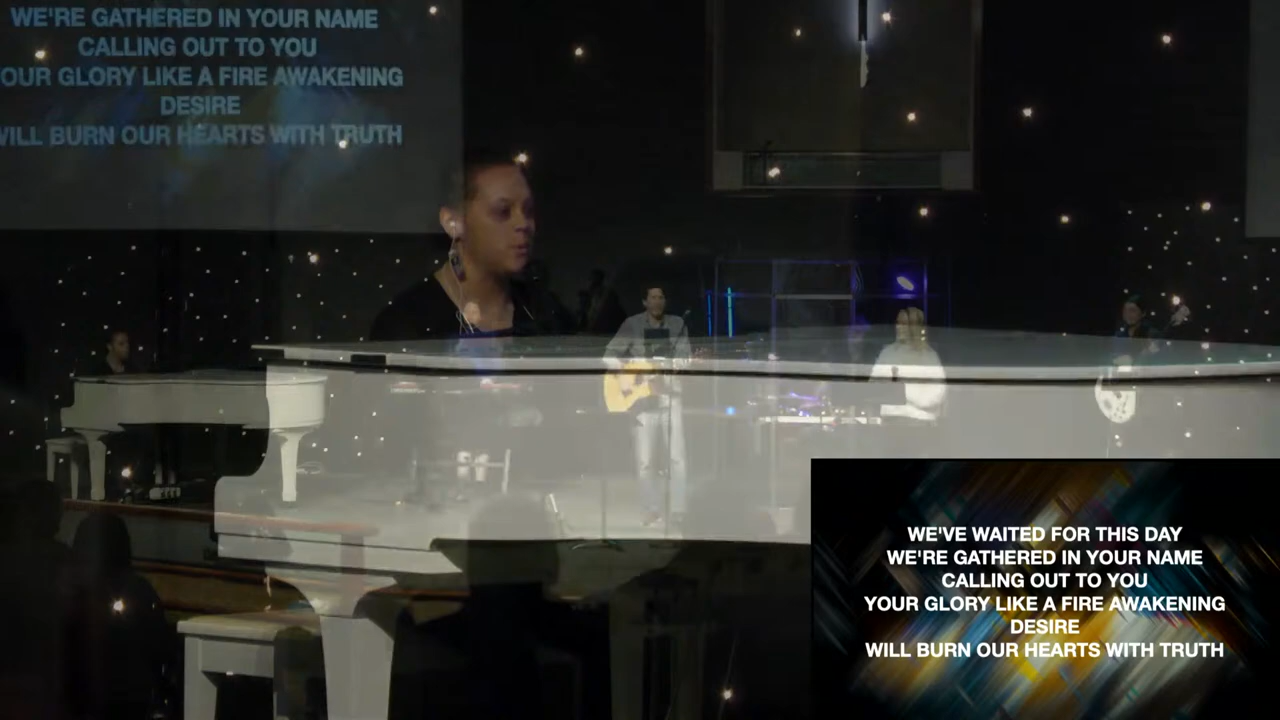 WE'RE GATHERED IN YOUR NAME
CALLING OUT TO YOU
OUR GLORY LIKE A FIRE AWAKENING
DESIRE
WILL BURN OUR HEARTS WITH TRUTH
WE'VE WAITED FOR THIS DAY
WE'RE GATHERED IN YOUR NAME
CALLING OUT TO YOU
YOUR GLORY LIKE A FIRE AWAKENING
DESIRE
WILL BURN OUR HEARTS WITH TRUTH